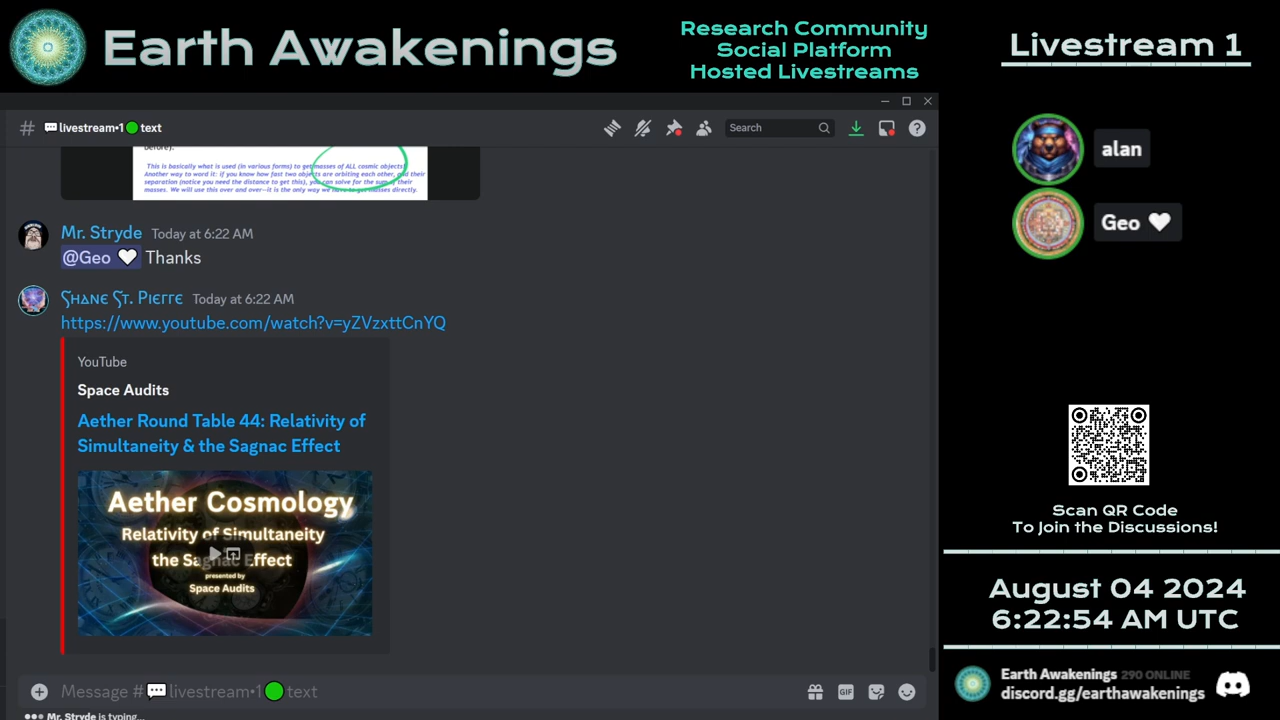 Earth Awakenings
Research Community
Social Platform
Hosted Livestreams
Livestream 1
# 💬livestream•1🟢text
Search
before).
This is basically what is used (in various forms) to get masses of ALL cosmic objects!
Another way to word it: if you know how fast two objects are orbiting each other, and their
separation (notice you need the distance to get this), you can solve for the sum of their
masses. We will use this over and over--it is the only way we have to get masses directly.
Mr. Stryde Today at 6:22 AM
@Geo 🤍 Thanks
Shane St. Pierre Today at 6:22 AM
https://www.youtube.com/watch?v=yZVzxttCnYQ
YouTube
Space Audits
Aether Round Table 44: Relativity of
Simultaneity & the Sagnac Effect
Aether Cosmology
Relativity of Simultaneity
the Sagnac Effect
presented by
Space Audits
Message #💬livestream•1🟢text
GIF
Mr. Stryde is typing...
alan
Geo 🤍
Scan QR Code
To Join the Discussions!
August 04 2024
6:22:54 AM UTC
Earth Awakenings 290 ONLINE
discord.gg/earthawakenings